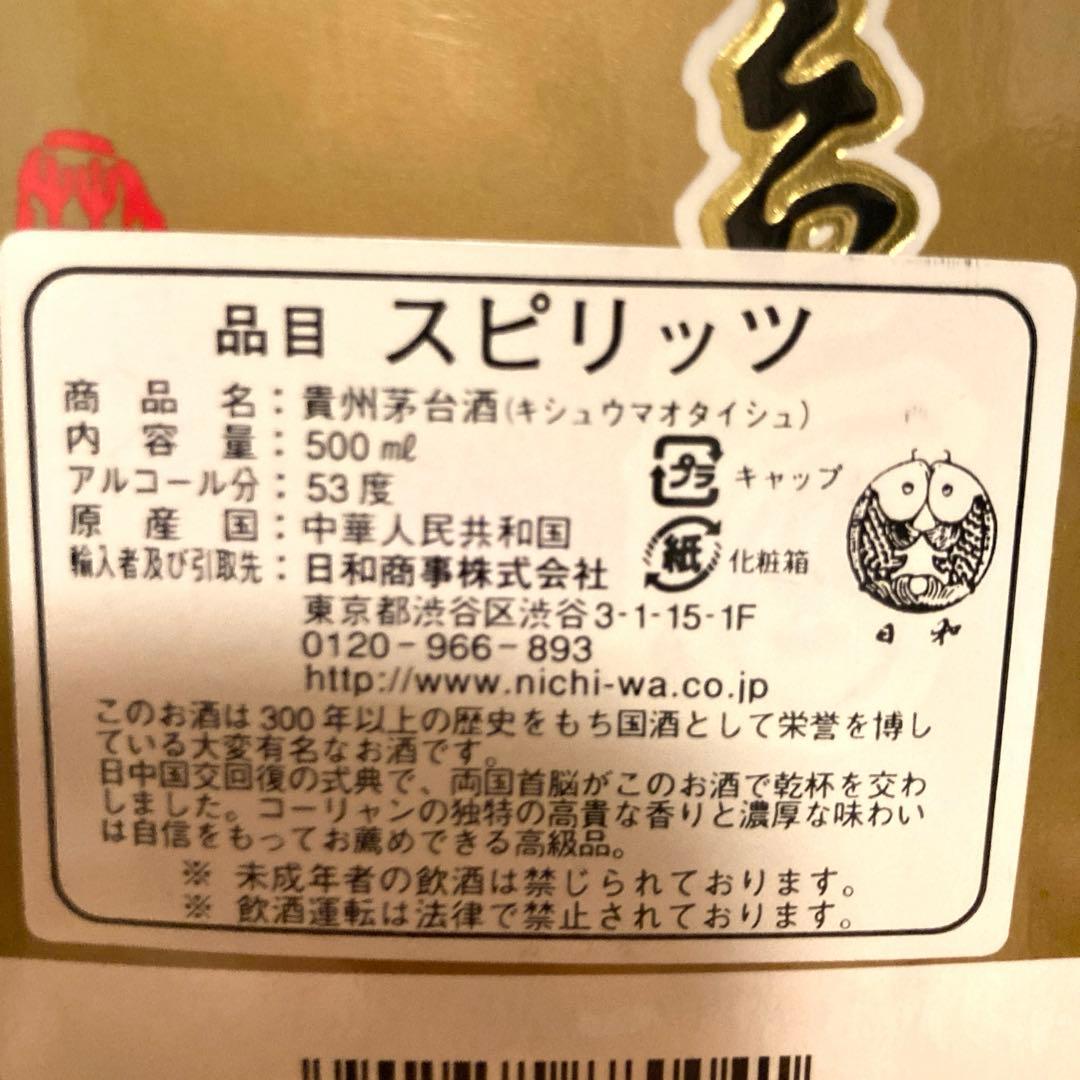 台
品目 スピリッツ
商品名：貴州茅台酒(キシュウマオタイシュ)
内容量：500㎖
アルコール分：53度
原産国：中華人民共和国
輸入者及び引取先：日和商事株式会社
東京都渋谷区渋谷3-1-15-1F
0120-966-893
http://www.nichi-wa.co.jp
プラ キャップ
紙 化粧箱
日和
このお酒は300年以上の歴史をもち国酒として栄誉を博し
ている大変有名なお酒です。
日中国交回復の式典で、両国首脳がこのお酒で乾杯を交わ
しました。コーリャンの独特の高貴な香りと濃厚な味わい
は自信をもってお薦めできる高級品。
※ 未成年者の飲酒は禁じられております。
※ 飲酒運転は法律で禁止されております。